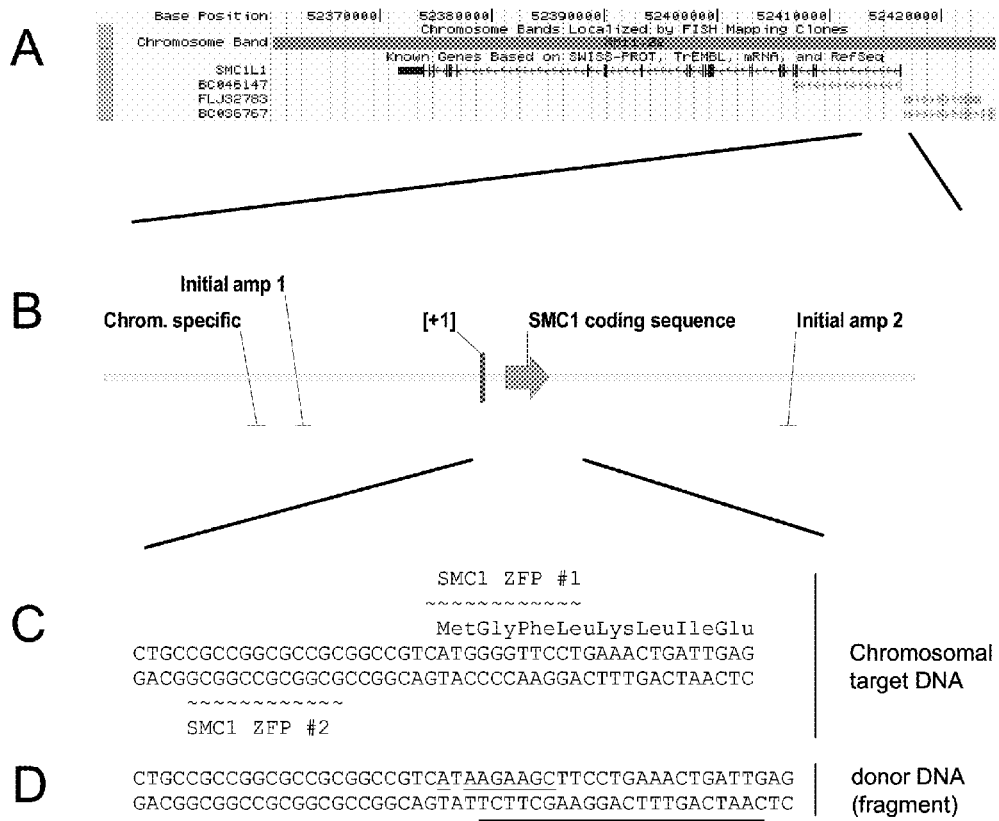 A
Base Position 52370000| 52380000| 52390000| 52400000| 52410000| 52420000|
Chromosome Bands Localized by FISH Mapping Clones
Chromosome Band
Known Genes Based on SWISS-PROT, TrEMBL, mRNA, and RefSeq
SMC1L1
BC046147
FLJ32783
BC036767
B
Initial amp 1
Chrom. specific
[+1]
SMC1 coding sequence
Initial amp 2
C
SMC1 ZFP #1
~~~~~~~~~~~~
MetGlyPheLeuLysLeuIleGlu
CTGCCGCCGGCGCCGCGGCCGTCATGGGGTTCCTGAAACTGATTGAG
GACGGCGGCCGCGGCGCCGGCAGTACCCCAAGGACTTTGACTAACTC
~~~~~~~~~~~~
SMC1 ZFP #2
Chromosomal
target DNA
D
CTGCCGCCGGCGCCGCGGCCGTCATAAGAAGCTTCCTGAAACTGATTGAG
GACGGCGGCCGCGGCGCCGGCAGTATTCTTCGAAGGACTTTGACTAACTC
donor DNA
(fragment)